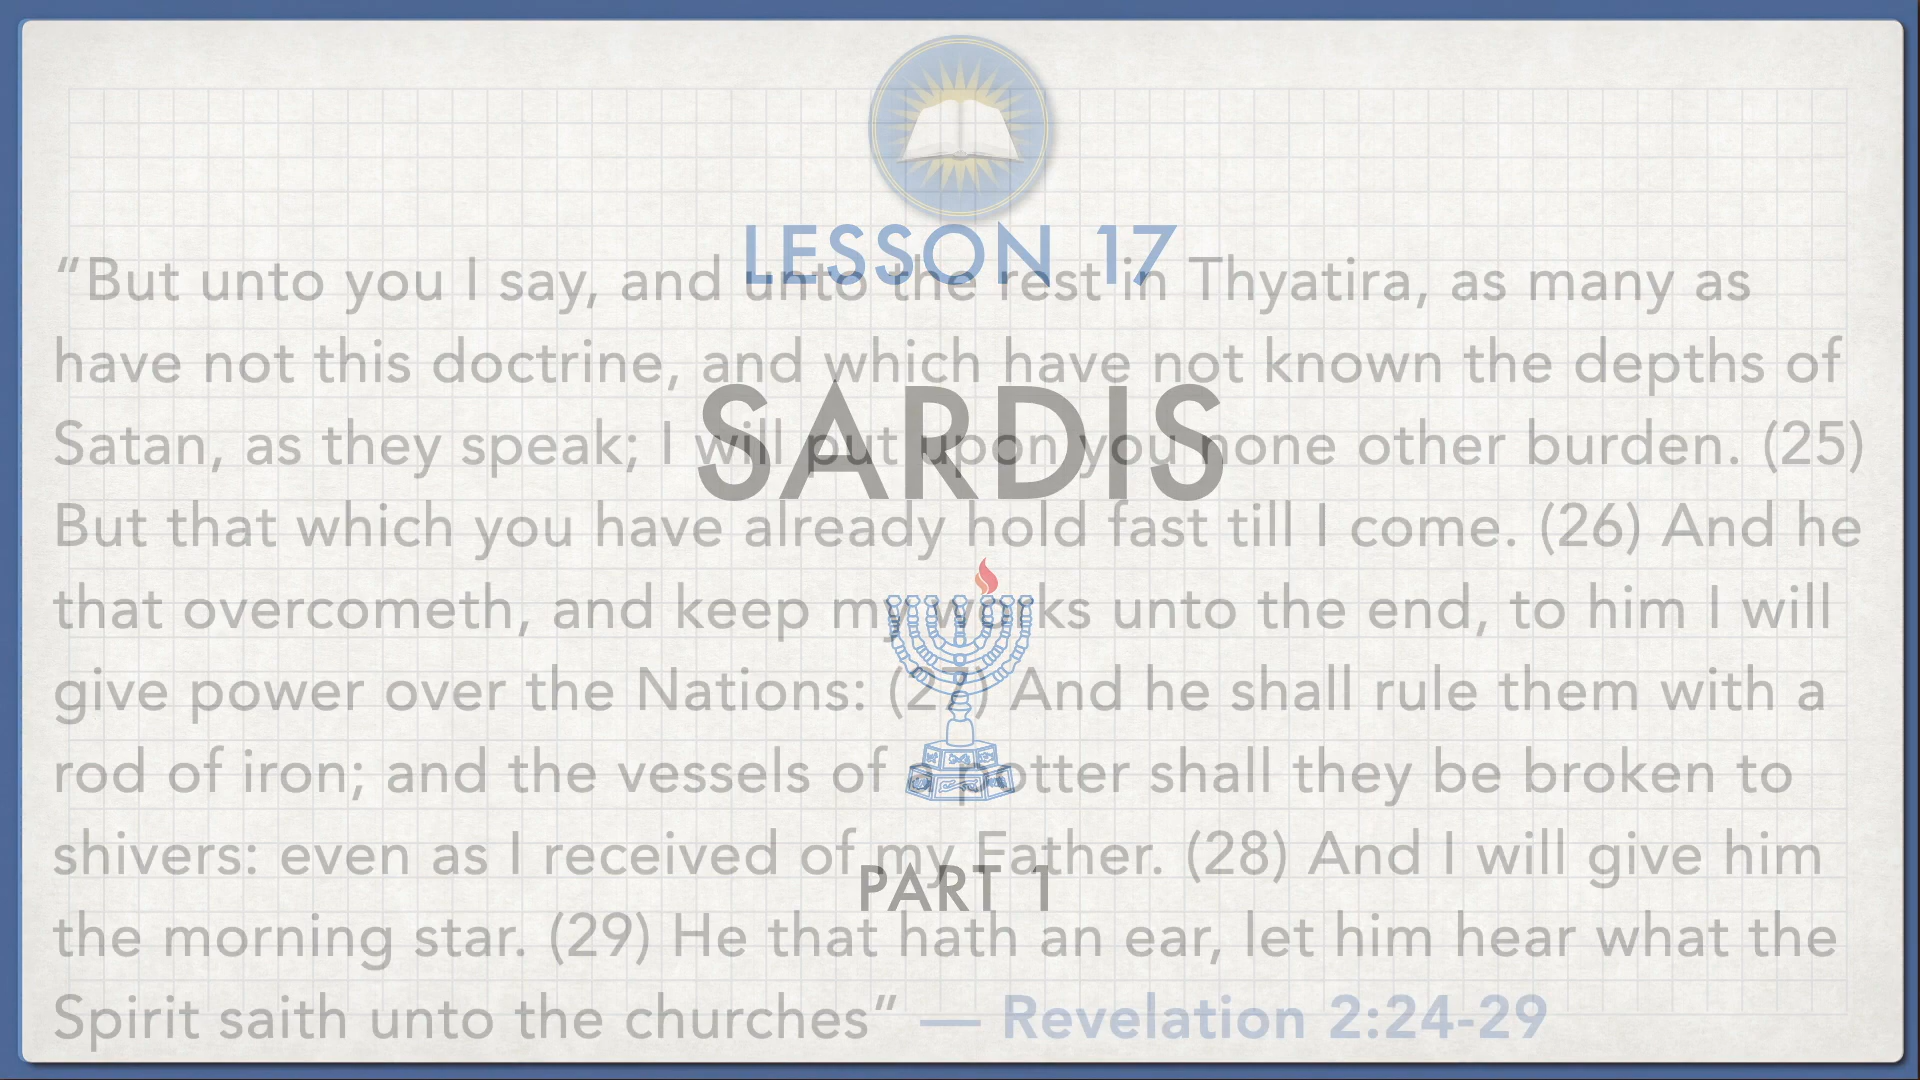 LESSON 17
SARDIS
PART 1
“But unto you I say, and unto the rest in Thyatira, as many as
have not this doctrine, and which have not known the depths of
Satan, as they speak; I will put upon you none other burden. (25)
But that which you have already hold fast till I come. (26) And he
that overcometh, and keep my works unto the end, to him I will
give power over the Nations: (27) And he shall rule them with a
rod of iron; and the vessels of a potter shall they be broken to
shivers: even as I received of my Father. (28) And I will give him
the morning star. (29) He that hath an ear, let him hear what the
Spirit saith unto the churches” — Revelation 2:24-29